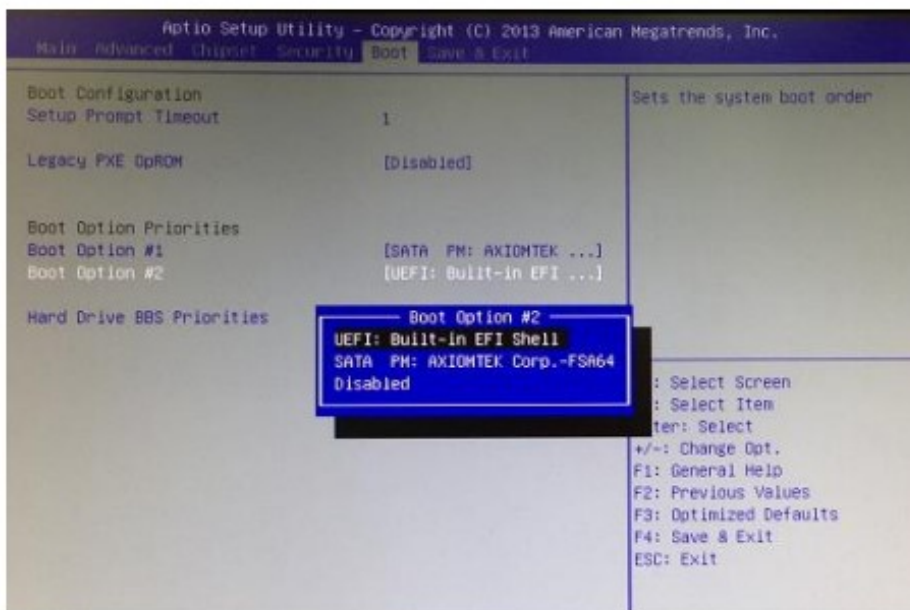 Aptio Setup Utility - Copyright (C) 2013 American Megatrends, Inc.
Main Advanced Chipset Security Boot Save & Exit
Boot Configuration
Setup Prompt Timeout 1
Legacy PXE OpROM [Disabled]
Boot Option Priorities
Boot Option #1 [SATA PM: AXIOMTEK ...]
Boot Option #2 [UEFI: Built-in EFI ...]
Hard Drive BBS Priorities
Boot Option #2
UEFI: Built-in EFI Shell
SATA PM: AXIOMTEK Corp.-FSA64
Disabled
Sets the system boot order
: Select Screen
: Select Item
ter: Select
+/-: Change Opt.
F1: General Help
F2: Previous Values
F3: Optimized Defaults
F4: Save & Exit
ESC: Exit